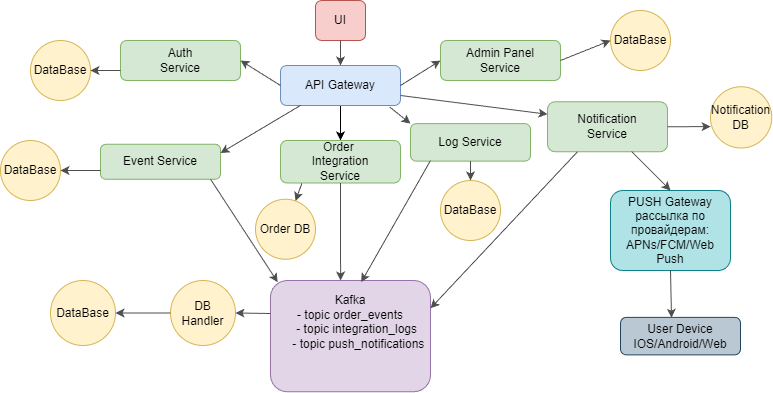 UI
Auth
Service
DataBase
Admin Panel
Service
DataBase
API Gateway
Notification
Service
Notification
DB
Event Service
DataBase
Order
Integration
Service
Log Service
Order DB
DataBase
PUSH Gateway
рассылка по
провайдерам:
APNs/FCM/Web
Push
Kafka
- topic order_events
- topic integration_logs
- topic push_notifications
DB
Handler
DataBase
User Device
IOS/Android/Web